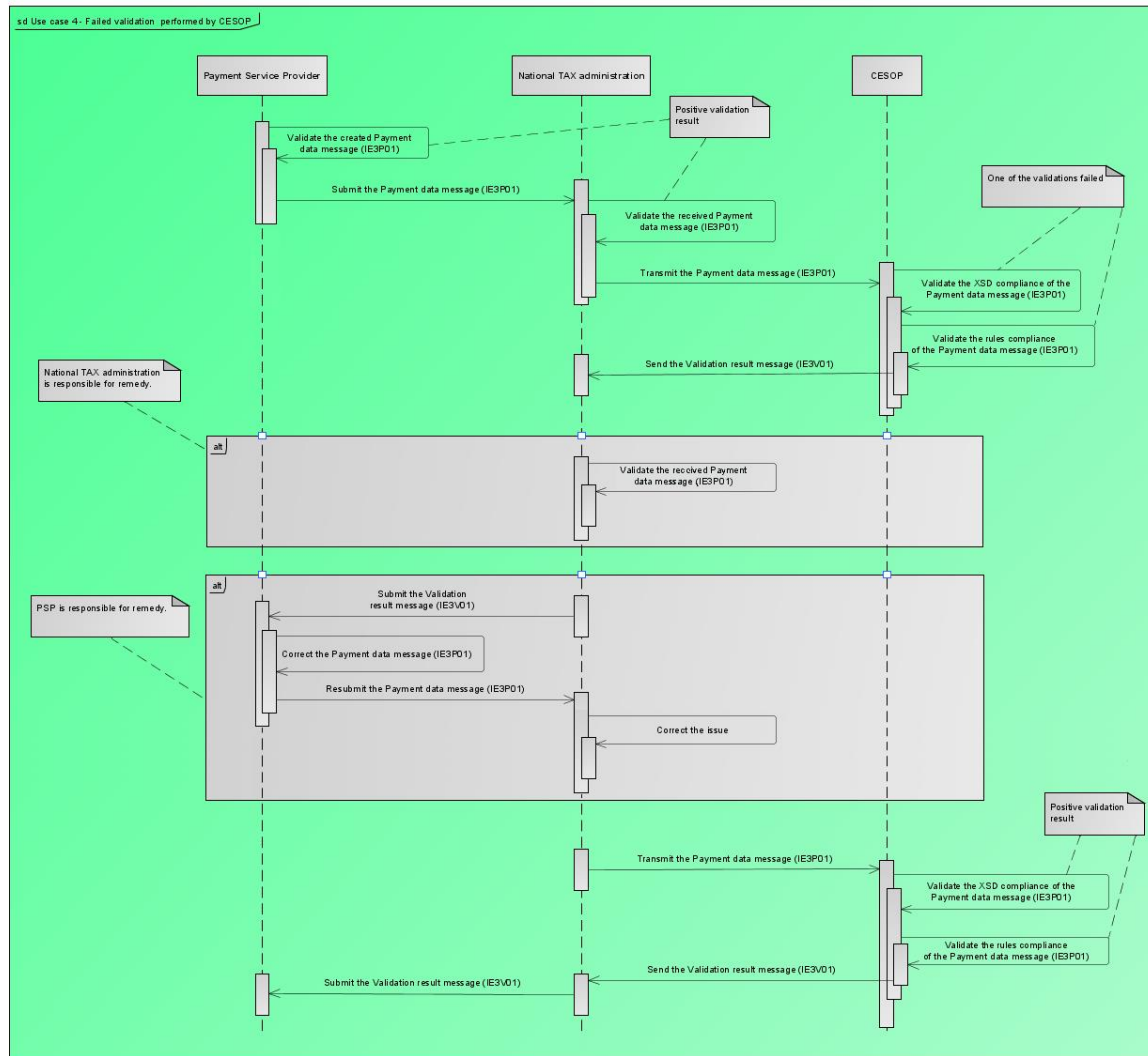 sd Use case 4- Failed validation performed by CESOP
Payment Service Provider
National TAX administration
CESOP
Positive validation
result
Validate the created Payment
data message (IE3P01)
One of the validations failed
Submit the Payment data message (IE3P01)
Validate the received Payment
data message (IE3P01)
Transmit the Payment data message (IE3P01)
Validate the XSD compliance of the
Payment data message (IE3P01)
Validate the rules compliance
of the Payment data message (IE3P01)
Send the Validation result message (IE3V01)
National TAX administration
is responsible for remedy.
alt
Validate the received Payment
data message (IE3P01)
alt
Submit the Validation
result message (IE3V01)
PSP is responsible for remedy.
Correct the Payment data message (IE3P01)
Resubmit the Payment data message (IE3P01)
Correct the issue
Positive validation
result
Transmit the Payment data message (IE3P01)
Validate the XSD compliance of the
Payment data message (IE3P01)
Validate the rules compliance
of the Payment data message (IE3P01)
Send the Validation result message (IE3V01)
Submit the Validation result message (IE3V01)